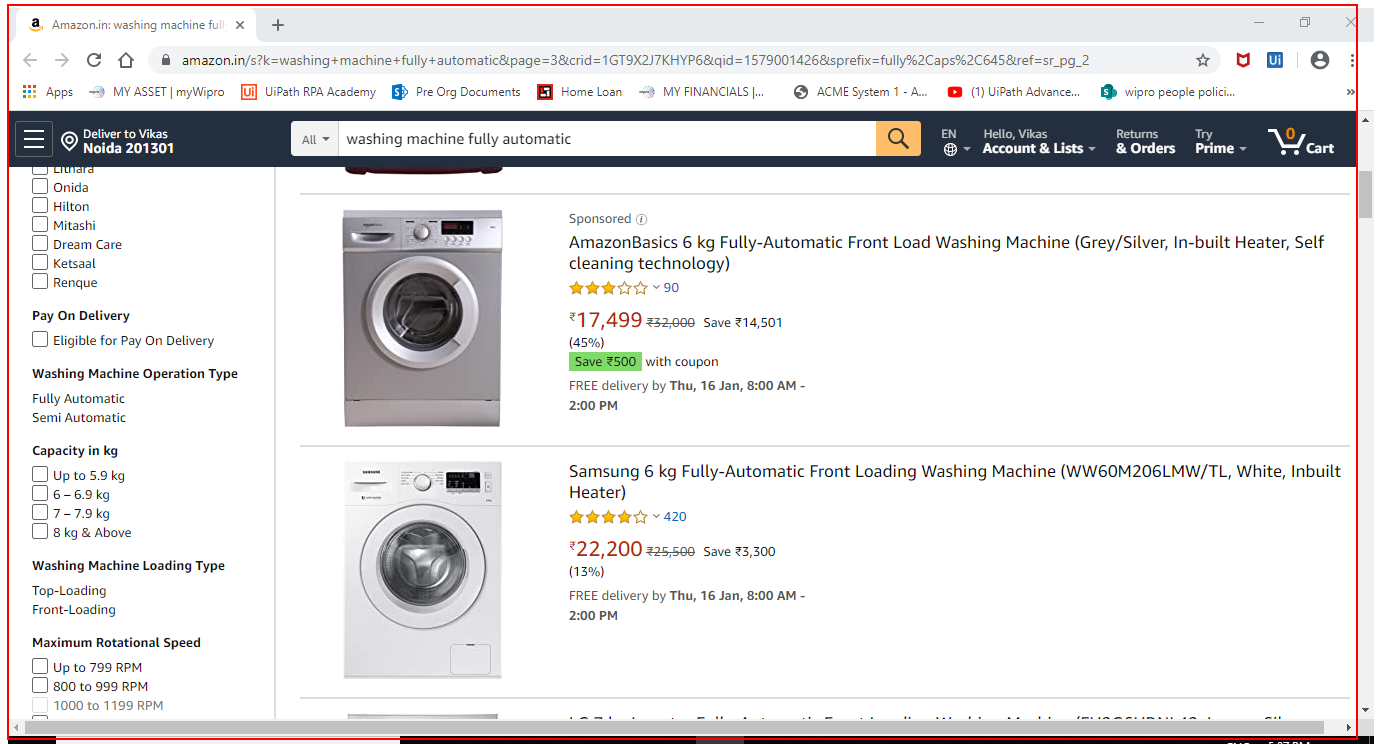 Amazon.in: washing machine full
amazon.in/s?k=washing+machine+fully+automatic&page=3&crid=1GT9X2J7KHYP6&qid=1579001426&sprefix=fully%2Caps%2C645&ref=sr_pg_2
Apps MY ASSET | myWipro UiPath RPA Academy Pre Org Documents Home Loan MY FINANCIALS |... ACME System 1 - A... (1) UiPath Advance... wipro people polici... »
Deliver to Vikas
Noida 201301
All
washing machine fully automatic
EN
Hello, Vikas
Account & Lists
Returns
& Orders
Try
Prime
0
Cart
Lithara
Onida
Hilton
Mitashi
Dream Care
Ketsaal
Renque
Pay On Delivery
Eligible for Pay On Delivery
Washing Machine Operation Type
Fully Automatic
Semi Automatic
Capacity in kg
Up to 5.9 kg
6 – 6.9 kg
7 – 7.9 kg
8 kg & Above
Washing Machine Loading Type
Top-Loading
Front-Loading
Maximum Rotational Speed
Up to 799 RPM
800 to 999 RPM
1000 to 1199 RPM
Sponsored
AmazonBasics 6 kg Fully-Automatic Front Load Washing Machine (Grey/Silver, In-built Heater, Self
cleaning technology)
90
₹17,499 ₹32,000 Save ₹14,501
(45%)
Save ₹500 with coupon
FREE delivery by Thu, 16 Jan, 8:00 AM -
2:00 PM
SAMSUNG
Samsung 6 kg Fully-Automatic Front Loading Washing Machine (WW60M206LMW/TL, White, Inbuilt
Heater)
420
₹22,200 ₹25,500 Save ₹3,300
(13%)
FREE delivery by Thu, 16 Jan, 8:00 AM -
2:00 PM